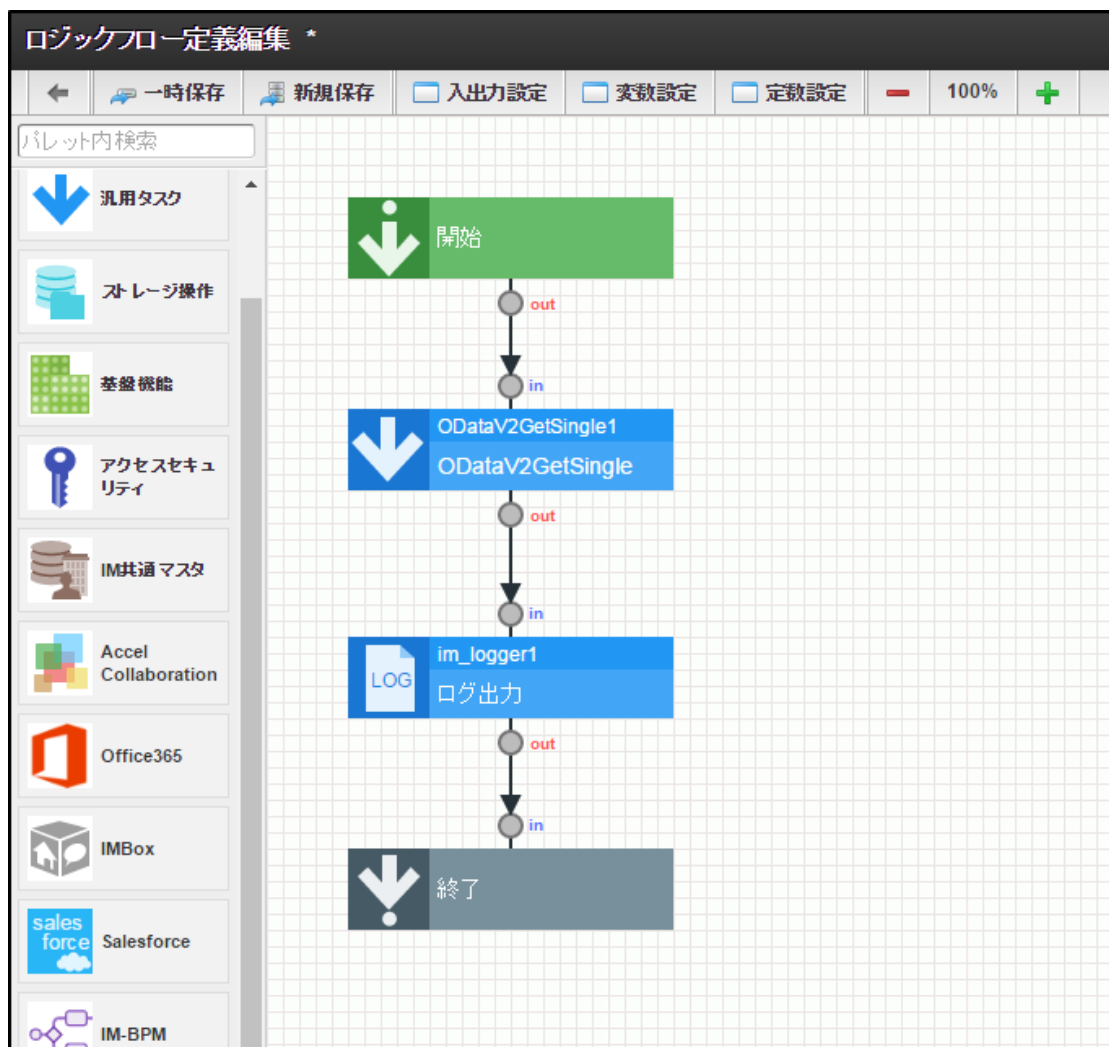 ロジックフロー定義編集 *
一時保存 新規保存 入出力設定 変数設定 定数設定 100%
パレット内検索
汎用タスク
ストレージ操作
基盤機能
アクセスセキュ
リティ
IM共通マスタ
Accel
Collaboration
Office365
IMBox
sales
force
Salesforce
IM-BPM
開始
out
in
ODataV2GetSingle1
ODataV2GetSingle
out
in
im_logger1
LOG
ログ出力
out
in
終了